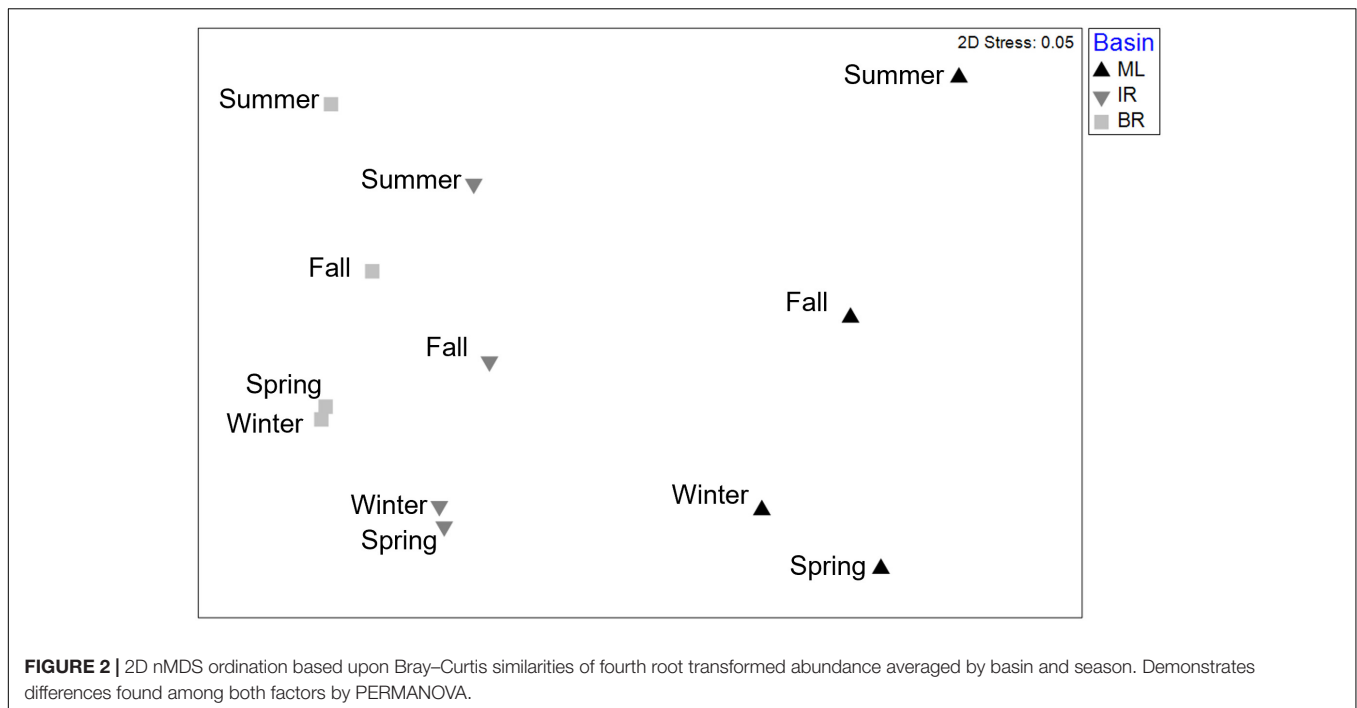 2D Stress: 0.05
Basin
ML
IR
BR
Summer
Summer
Summer
Fall
Fall
Fall
Spring
Winter
Winter
Winter
Spring
Spring
FIGURE 2 | 2D nMDS ordination based upon Bray–Curtis similarities of fourth root transformed abundance averaged by basin and season. Demonstrates
differences found among both factors by PERMANOVA.